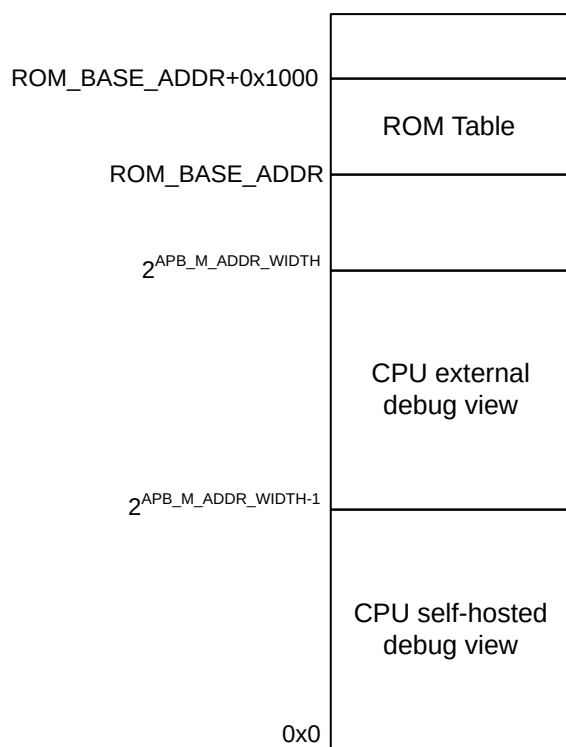 ROM_BASE_ADDR+0x1000
ROM Table
ROM_BASE_ADDR
2^APB_M_ADDR_WIDTH
CPU external
debug view
2^APB_M_ADDR_WIDTH-1
CPU self-hosted
debug view
0x0